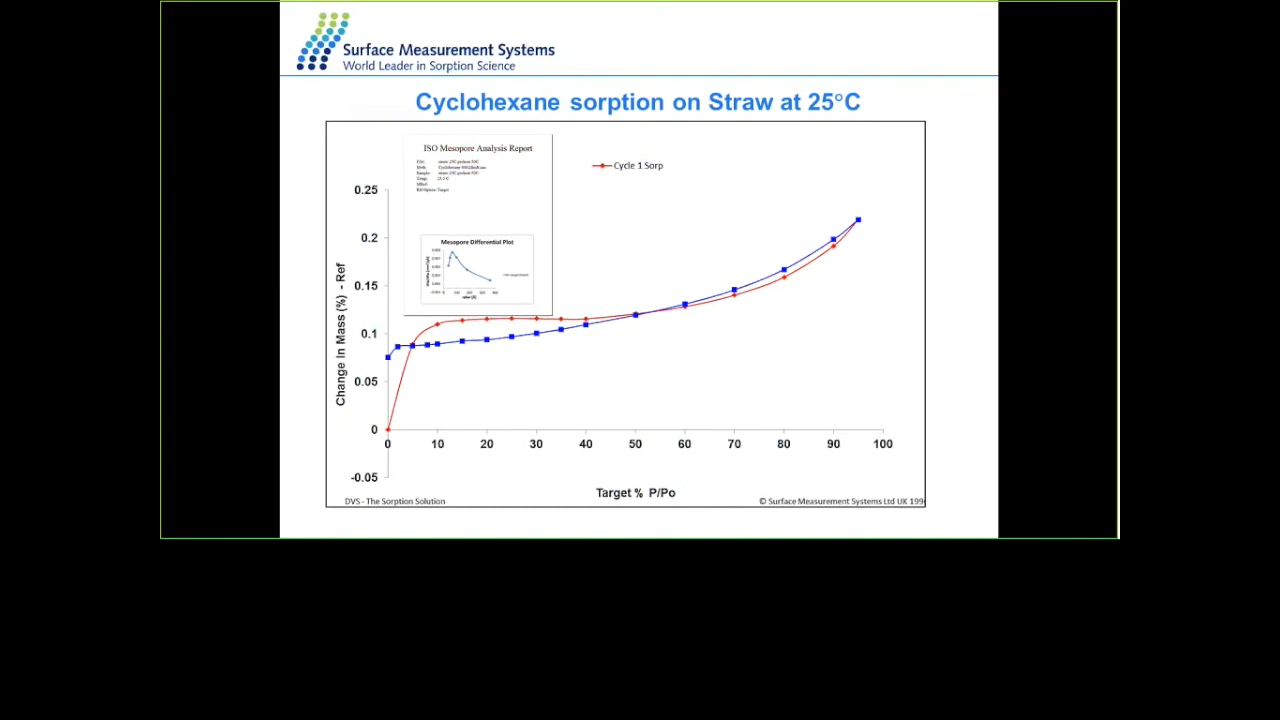 Surface Measurement Systems
World Leader in Sorption Science
Cyclohexane sorption on Straw at 25°C
ISO Mesopore Analysis Report
Mesopore Differential Plot
Cycle 1 Sorp
Change In Mass (%) - Ref
0.25
0.2
0.15
0.1
0.05
0
-0.05
0 10 20 30 40 50 60 70 80 90 100
Target % P/Po
DVS - The Sorption Solution
© Surface Measurement Systems Ltd UK 199